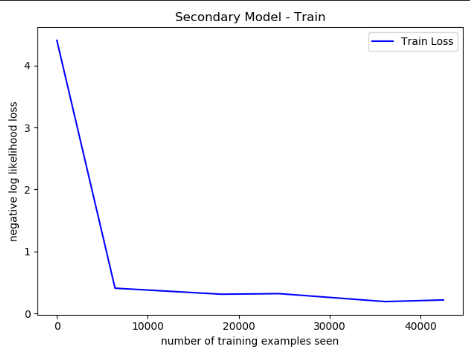 Secondary Model - Train
Train Loss
negative log likelihood loss
4
3
2
1
0
0 10000 20000 30000 40000
number of training examples seen